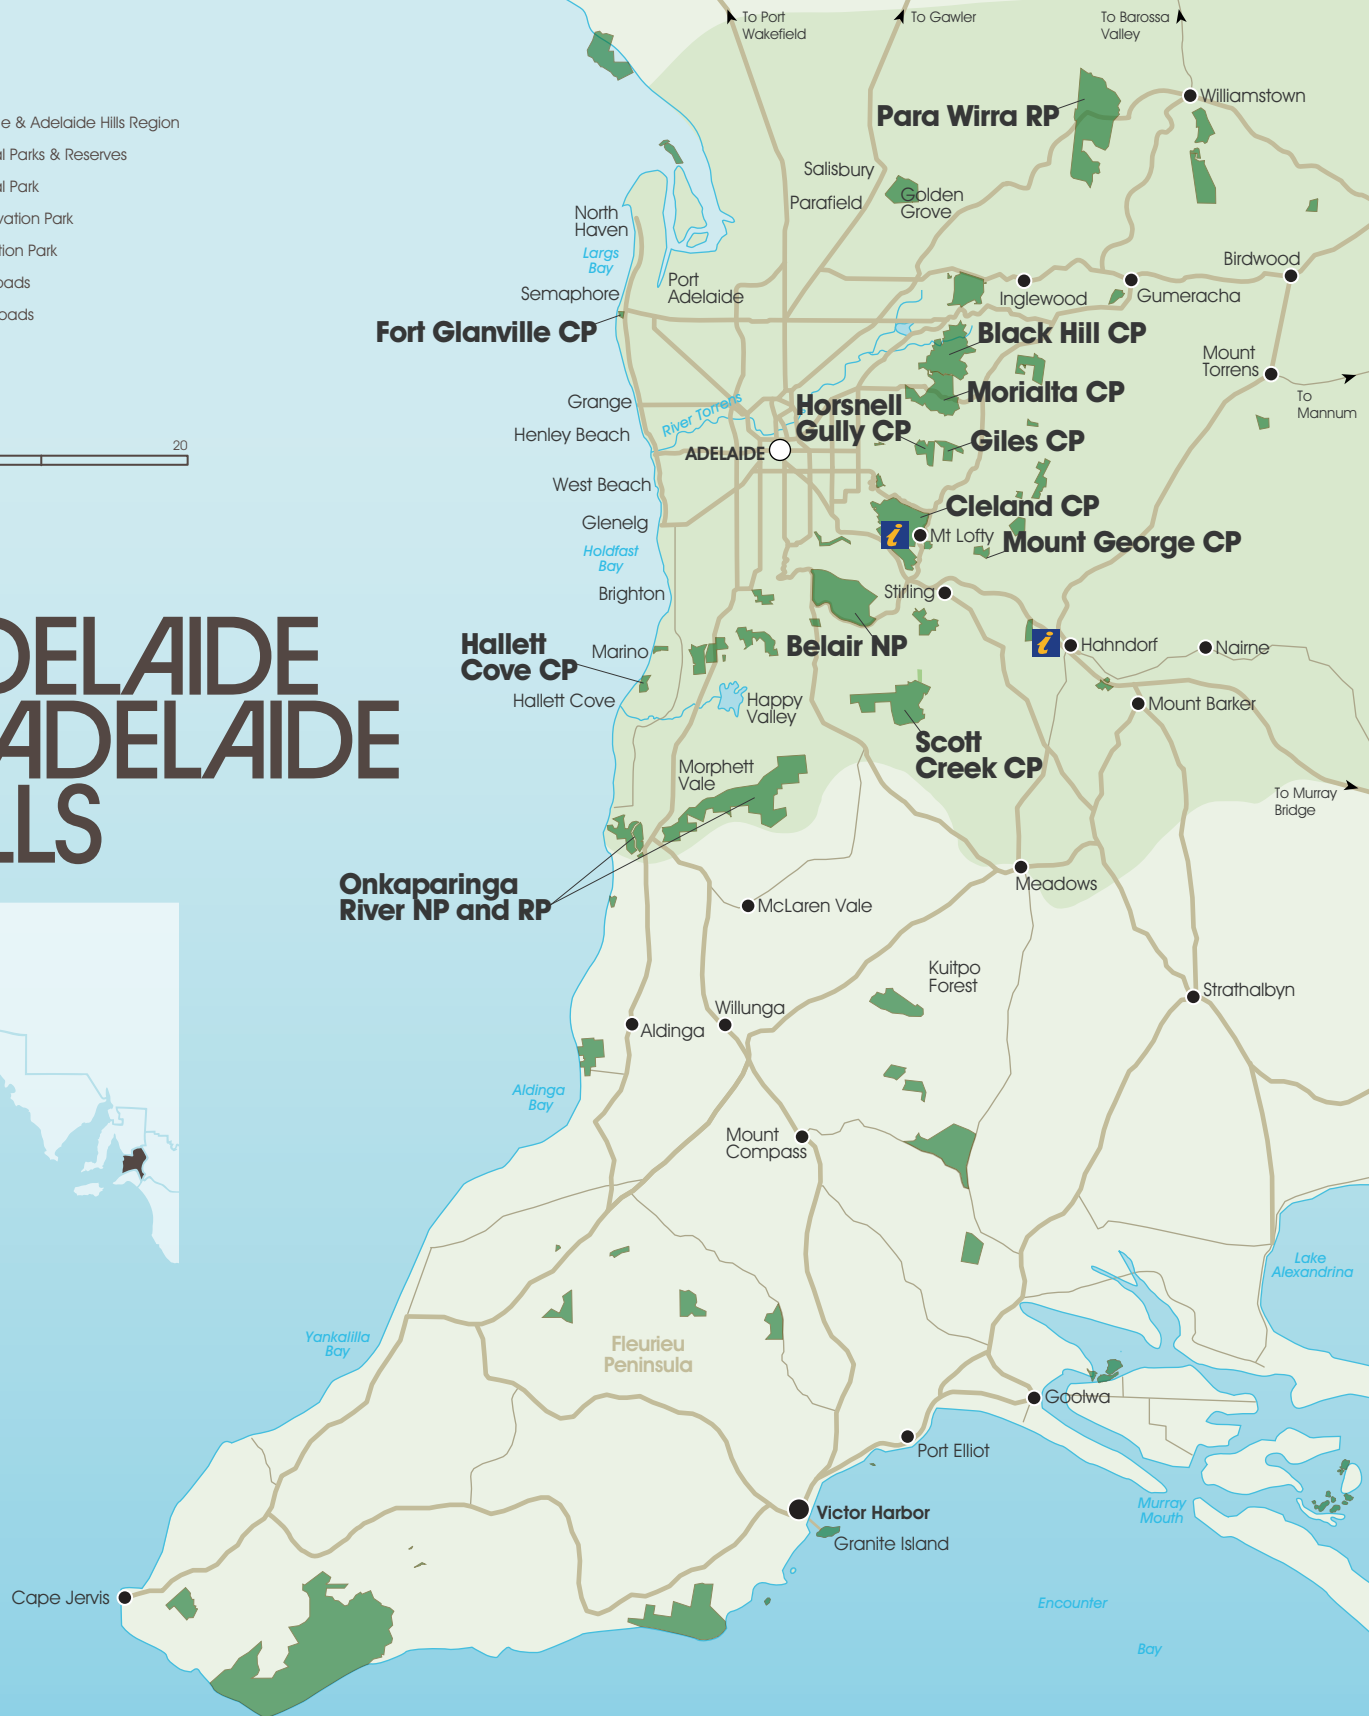 To Port
Wakefield
To Gawler
To Barossa
Valley
Williamstown
Para Wirra RP
e & Adelaide Hills Region
al Parks & Reserves
al Park
vation Park
tion Park
oads
oads
Salisbury
Parafield
Golden
Grove
North
Haven
Largs
Bay
Port
Adelaide
Semaphore
Fort Glanville CP
Birdwood
Inglewood
Gumeracha
Black Hill CP
Mount
Torrens
To
Mannum
Morialta CP
Grange
River Torrens
Horsnell
Gully CP
Giles CP
Henley Beach
ADELAIDE
20
West Beach
Cleland CP
Glenelg
Mt Lofty
Mount George CP
Holdfast
Bay
Brighton
Stirling
i
i
Hahndorf
Nairne
Belair NP
Hallett
Cove CP
Marino
Hallett Cove
Happy
Valley
Mount Barker
DELAIDE
ADELAIDE
LLS
Scott
Creek CP
Morphett
Vale
To Murray
Bridge
Onkaparinga
River NP and RP
Meadows
McLaren Vale
Kuitpo
Forest
Strathalbyn
Willunga
Aldinga
Aldinga
Bay
Mount
Compass
Lake
Alexandrina
Yankalilla
Bay
Fleurieu
Peninsula
Goolwa
Port Elliot
Murray
Mouth
Victor Harbor
Granite Island
Cape Jervis
Encounter
Bay